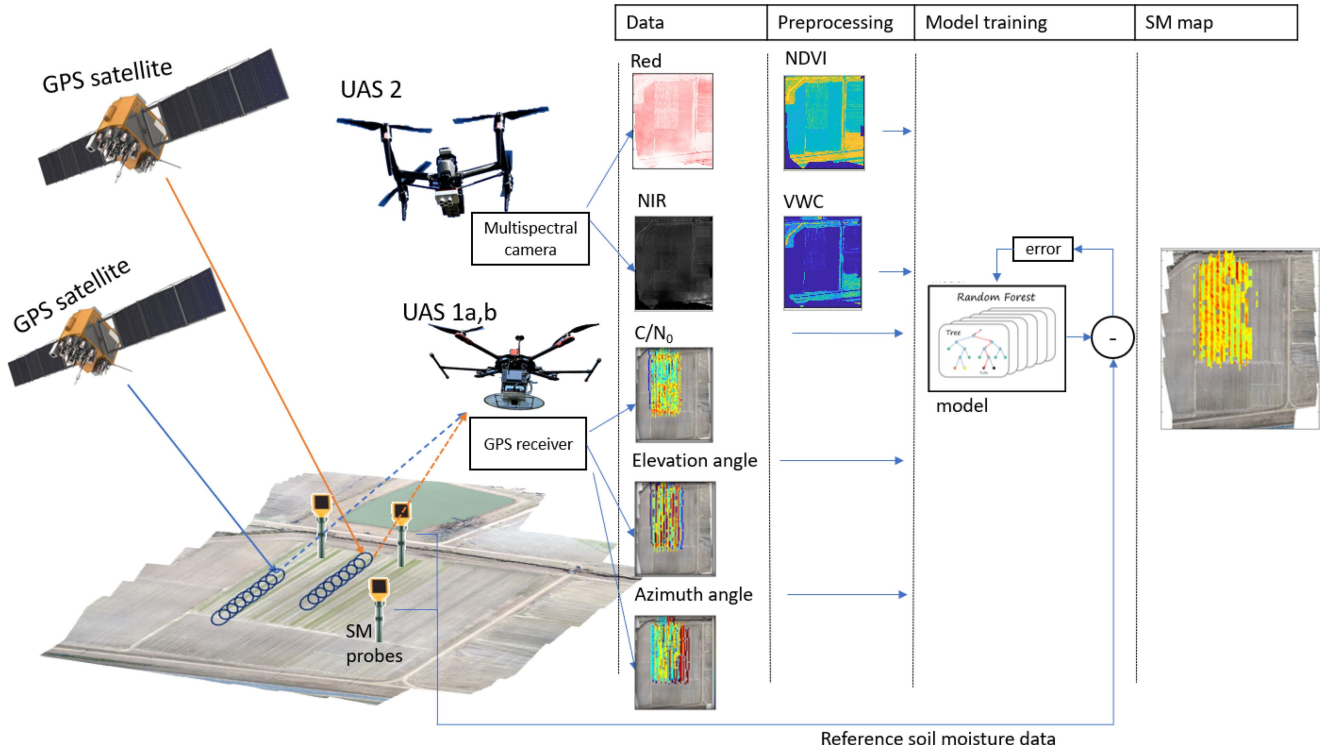 Data Preprocessing Model training SM map
GPS satellite
UAS 2
Red
NDVI
Multispectral
camera
NIR
VWC
GPS satellite
UAS 1a,b
C/N₀
error
Random Forest
Tree
-
model
GPS receiver
Elevation angle
Azimuth angle
SM
probes
Reference soil moisture data